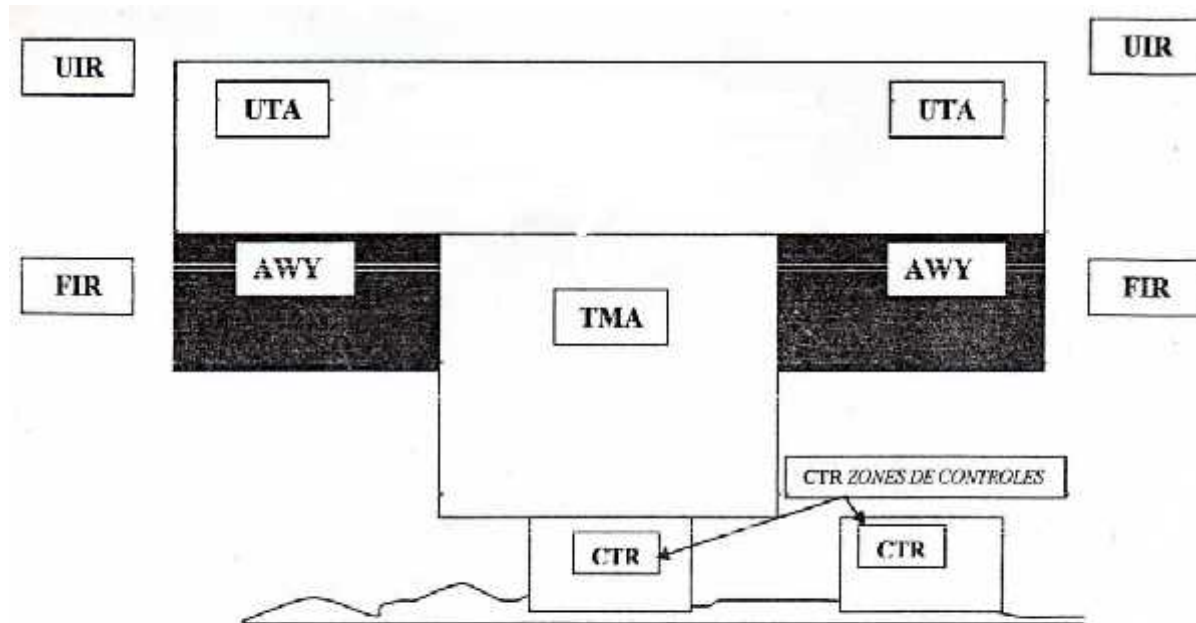 UIR
UIR
UTA
UTA
AWY
AWY
FIR
TMA
FIR
CTR ZONES DE CONTROLES
CTR
CTR